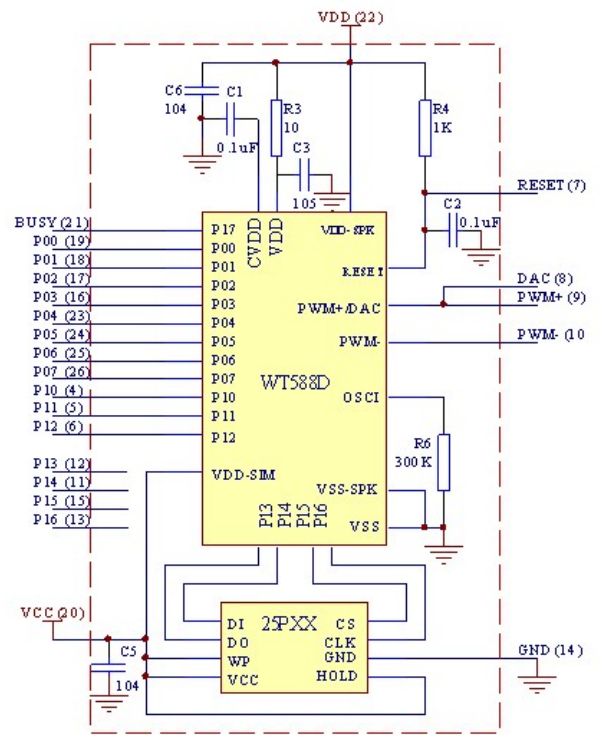 VDD (22)
C6
104
C1
0.1uF
R3
10
C3
105
R4
1K
RESET (7)
C2
0.1uF
BUSY (21)
P00 (19)
P01 (18)
P02 (17)
P03 (16)
P04 (23)
P05 (24)
P06 (25)
P07 (26)
P10 (4)
P11 (5)
P12 (6)
P13 (12)
P14 (11)
P15 (15)
P16 (13)
P17
P00
P01
P02
P03
P04
P05
P06
P07
P10
P11
P12
VDD-SIM
CVDD
VDD
VDD-SPK
RESET
PWM+/DAC
PWM-
WT588D
OSCI
VSS-SPK
VSS
P13
P14
P15
P16
DAC (8)
PWM+ (9)
PWM- (10
R6
300 K
VCC (20)
C5
104
25PXX
DI
DO
WP
VCC
CS
CLK
GND
HOLD
GND (14)